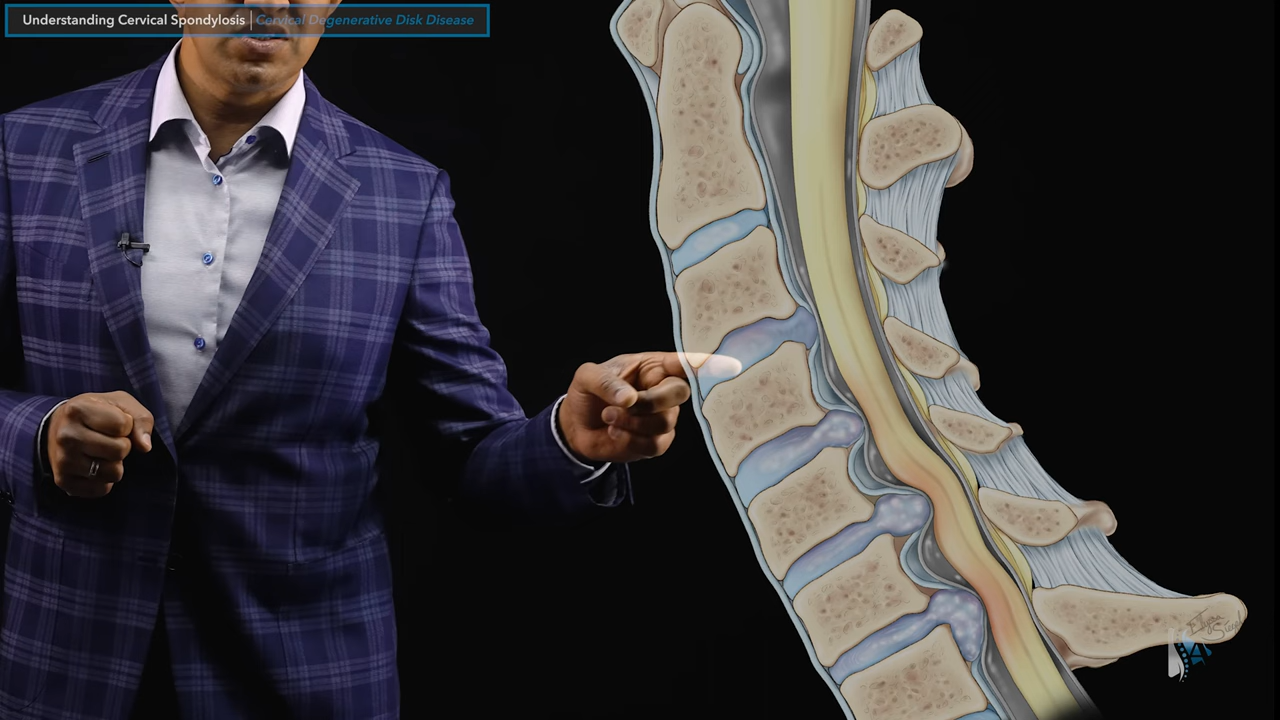 Understanding Cervical Spondylosis | Cervical Degenerative Disk Disease